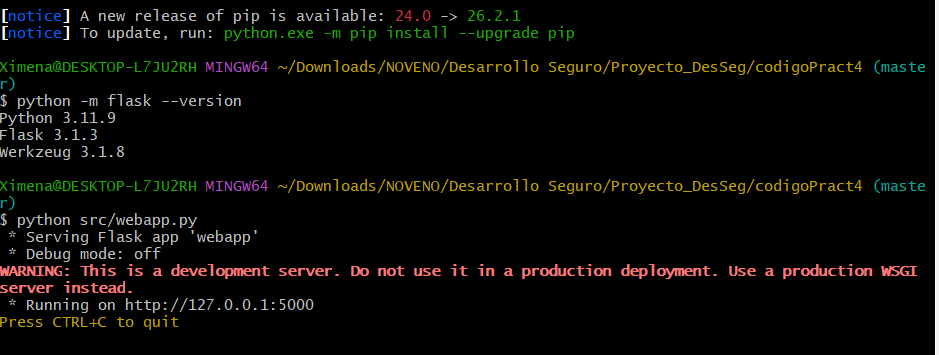 [notice] A new release of pip is available: 24.0 -> 26.2.1
[notice] To update, run: python.exe -m pip install --upgrade pip
Ximena@DESKTOP-L7JU2RH MINGW64 ~/Downloads/NOVENO/Desarrollo Seguro/Proyecto_DesSeg/codigoPract4 (maste
r)
$ python -m flask --version
Python 3.11.9
Flask 3.1.3
Werkzeug 3.1.8
Ximena@DESKTOP-L7JU2RH MINGW64 ~/Downloads/NOVENO/Desarrollo Seguro/Proyecto_DesSeg/codigoPract4 (maste
r)
$ python src/webapp.py
 * Serving Flask app 'webapp'
 * Debug mode: off
WARNING: This is a development server. Do not use it in a production deployment. Use a production WSGI
server instead.
 * Running on http://127.0.0.1:5000
Press CTRL+C to quit